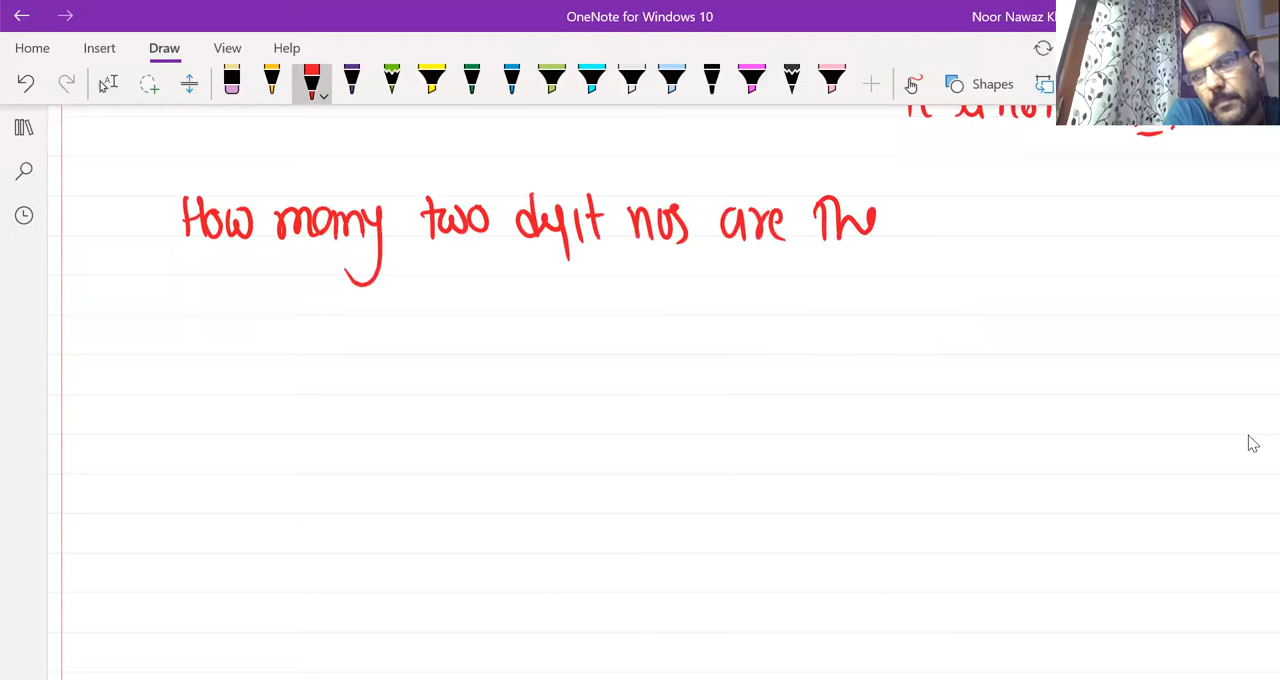 OneNote for Windows 10
Noor Nawaz Kh
Home Insert Draw View Help
Shapes
How many two digit nos are The